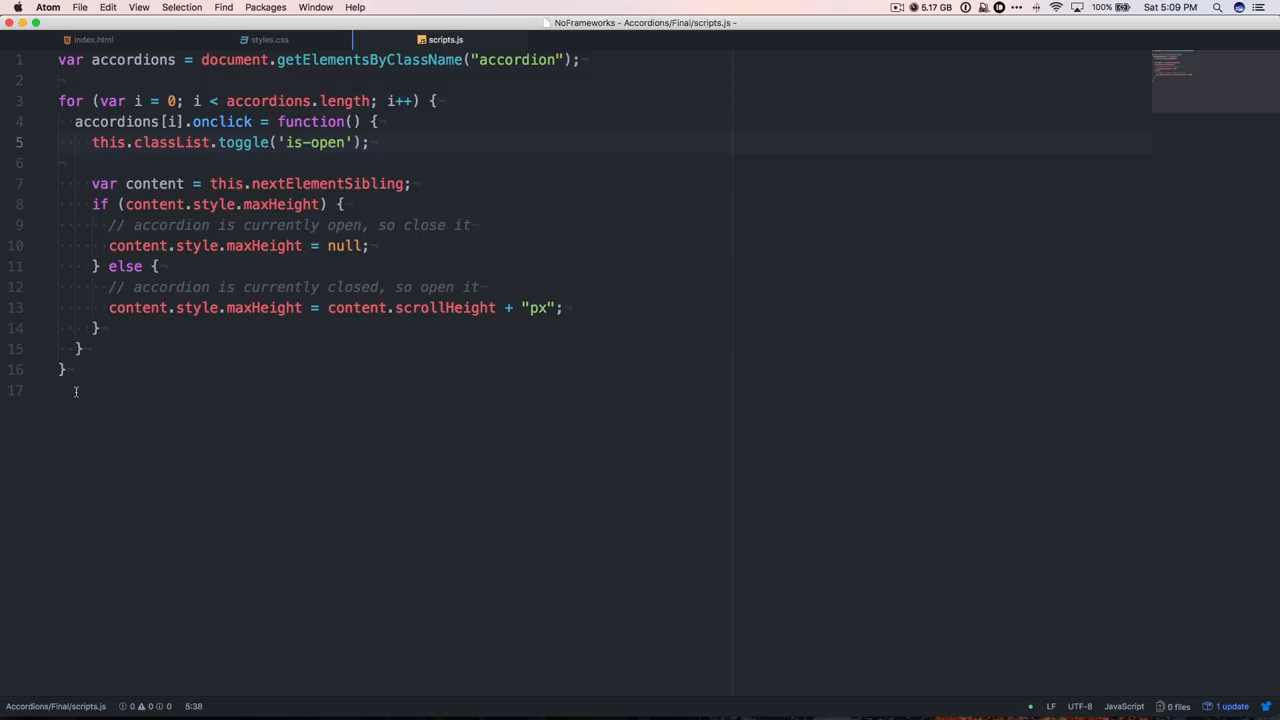 Atom File Edit View Selection Find Packages Window Help 5.17 GB 100% Sat 5:09 PM
NoFrameworks - Accordions/Final/scripts.js -
index.html styles.css scripts.js
1 var accordions = document.getElementsByClassName("accordion");
2
3 for (var i = 0; i < accordions.length; i++) {
4 accordions[i].onclick = function() {
5 this.classList.toggle('is-open');
6
7 var content = this.nextElementSibling;
8 if (content.style.maxHeight) {
9 // accordion is currently open, so close it
10 content.style.maxHeight = null;
11 } else {
12 // accordion is currently closed, so open it
13 content.style.maxHeight = content.scrollHeight + "px";
14 }
15 }
16 }
17
Accordions/Final/scripts.js 0 0 0 5:38 LF UTF-8 JavaScript 0 files 1 update